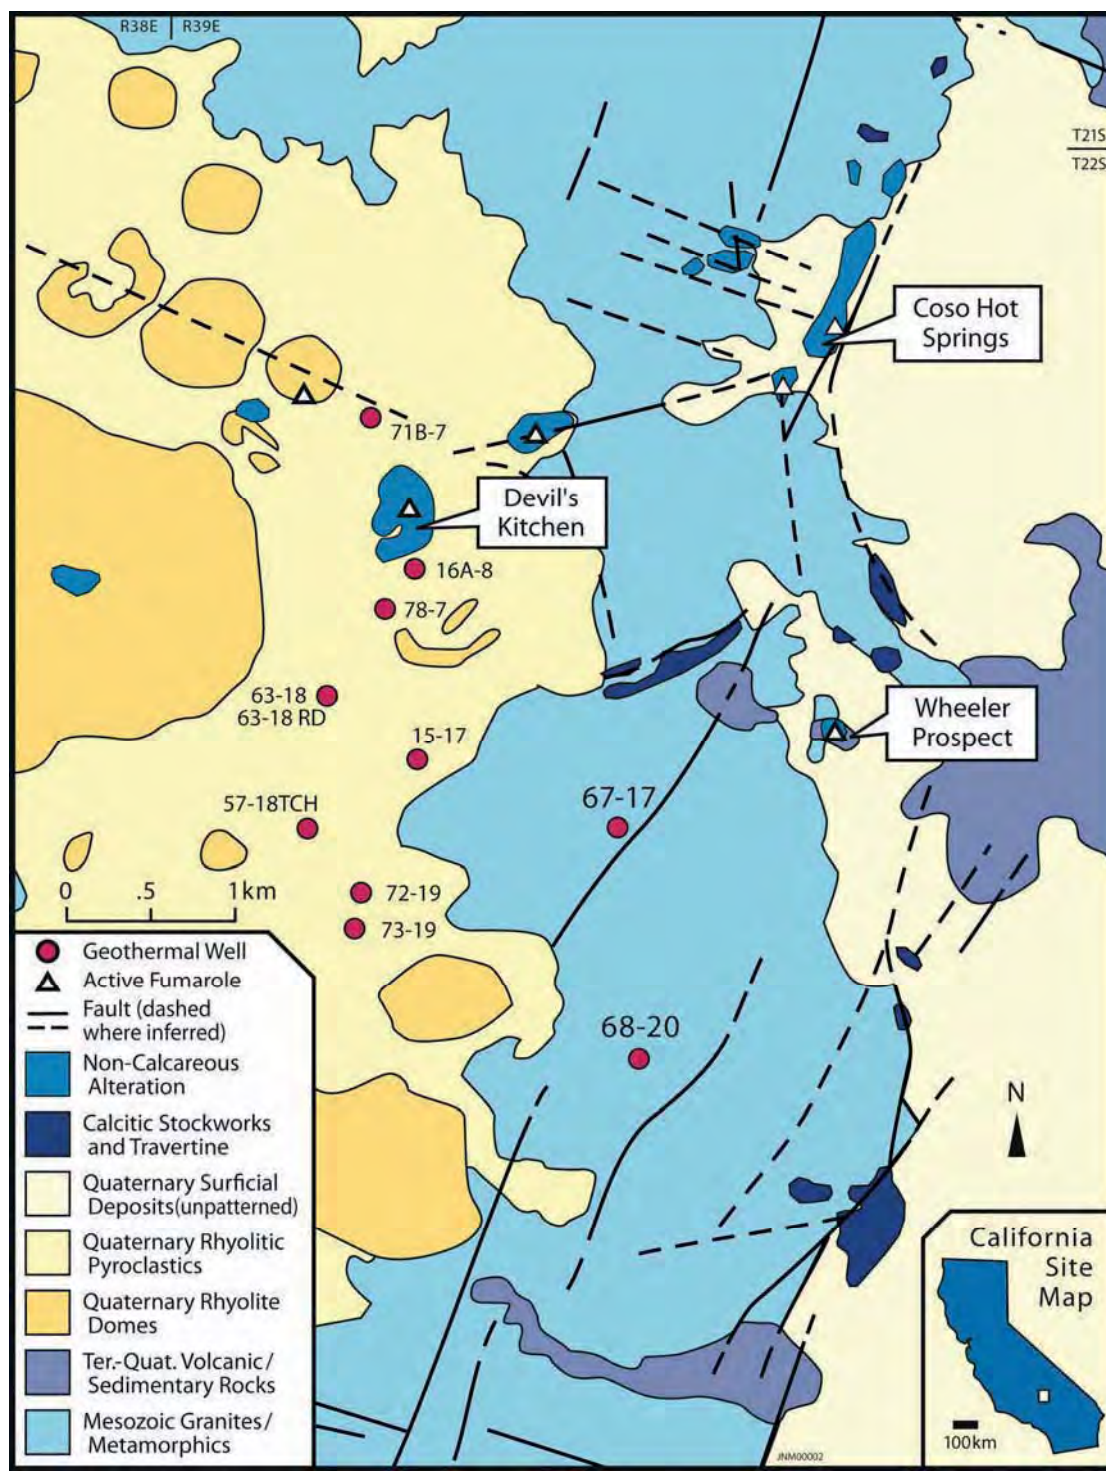 R38E | R39E
T21S
T22S
Coso Hot
Springs
71B-7
Devil's
Kitchen
16A-8
78-7
63-18
63-18 RD
15-17
Wheeler
Prospect
57-18TCH
67-17
0 .5 1km
72-19
73-19
68-20
Geothermal Well
Active Fumarole
Fault (dashed
where inferred)
Non-Calcareous
Alteration
Calcitic Stockworks
and Travertine
Quaternary Surficial
Deposits(unpatterned)
Quaternary Rhyolitic
Pyroclastics
Quaternary Rhyolite
Domes
Ter.-Quat. Volcanic/
Sedimentary Rocks
Mesozoic Granites/
Metamorphics
N
California
Site
Map
100km
JNM00002